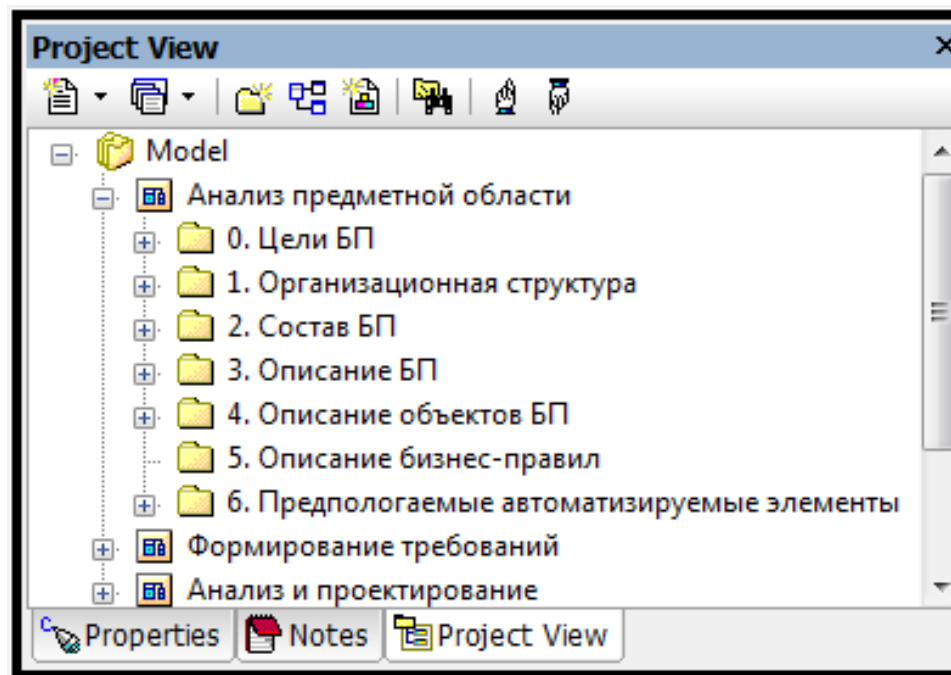 Project View
Model
Анализ предметной области
0. Цели БП
1. Организационная структура
2. Состав БП
3. Описание БП
4. Описание объектов БП
5. Описание бизнес-правил
6. Предпологаемые автоматизируемые элементы
Формирование требований
Анализ и проектирование
Properties Notes Project View